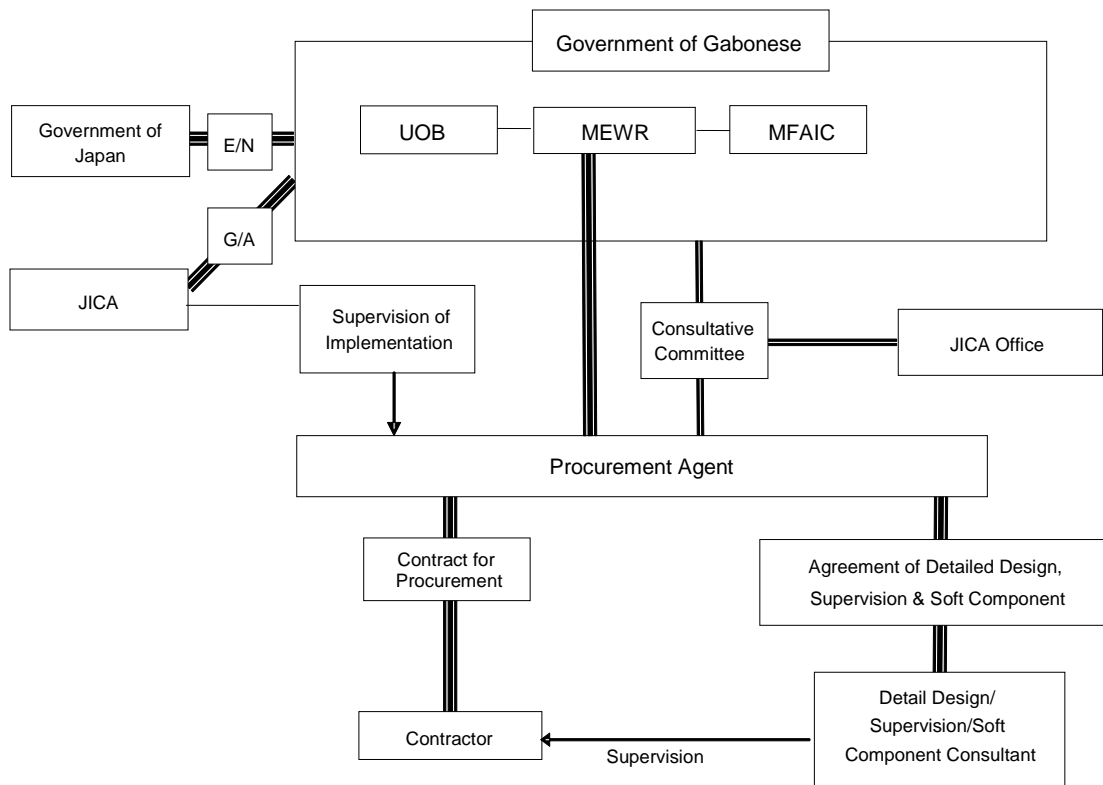 Government of Gabonese
UOB
MEWR
MFAIC
Government of
Japan
E/N
G/A
JICA
Supervision of
Implementation
Consultative
Committee
JICA Office
Procurement Agent
Contract for
Procurement
Agreement of Detailed Design,
Supervision & Soft Component
Contractor
Supervision
Detail Design/
Supervision/Soft
Component Consultant